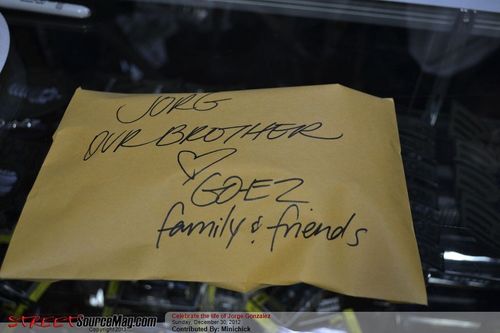 JORG
OUR BROTHER
GOEZ
family & friends
STREETSourceMag.com
Celebrate the life of Jorge Gonzalez
Sunday, December 30, 2012
Contributed By: Minichick